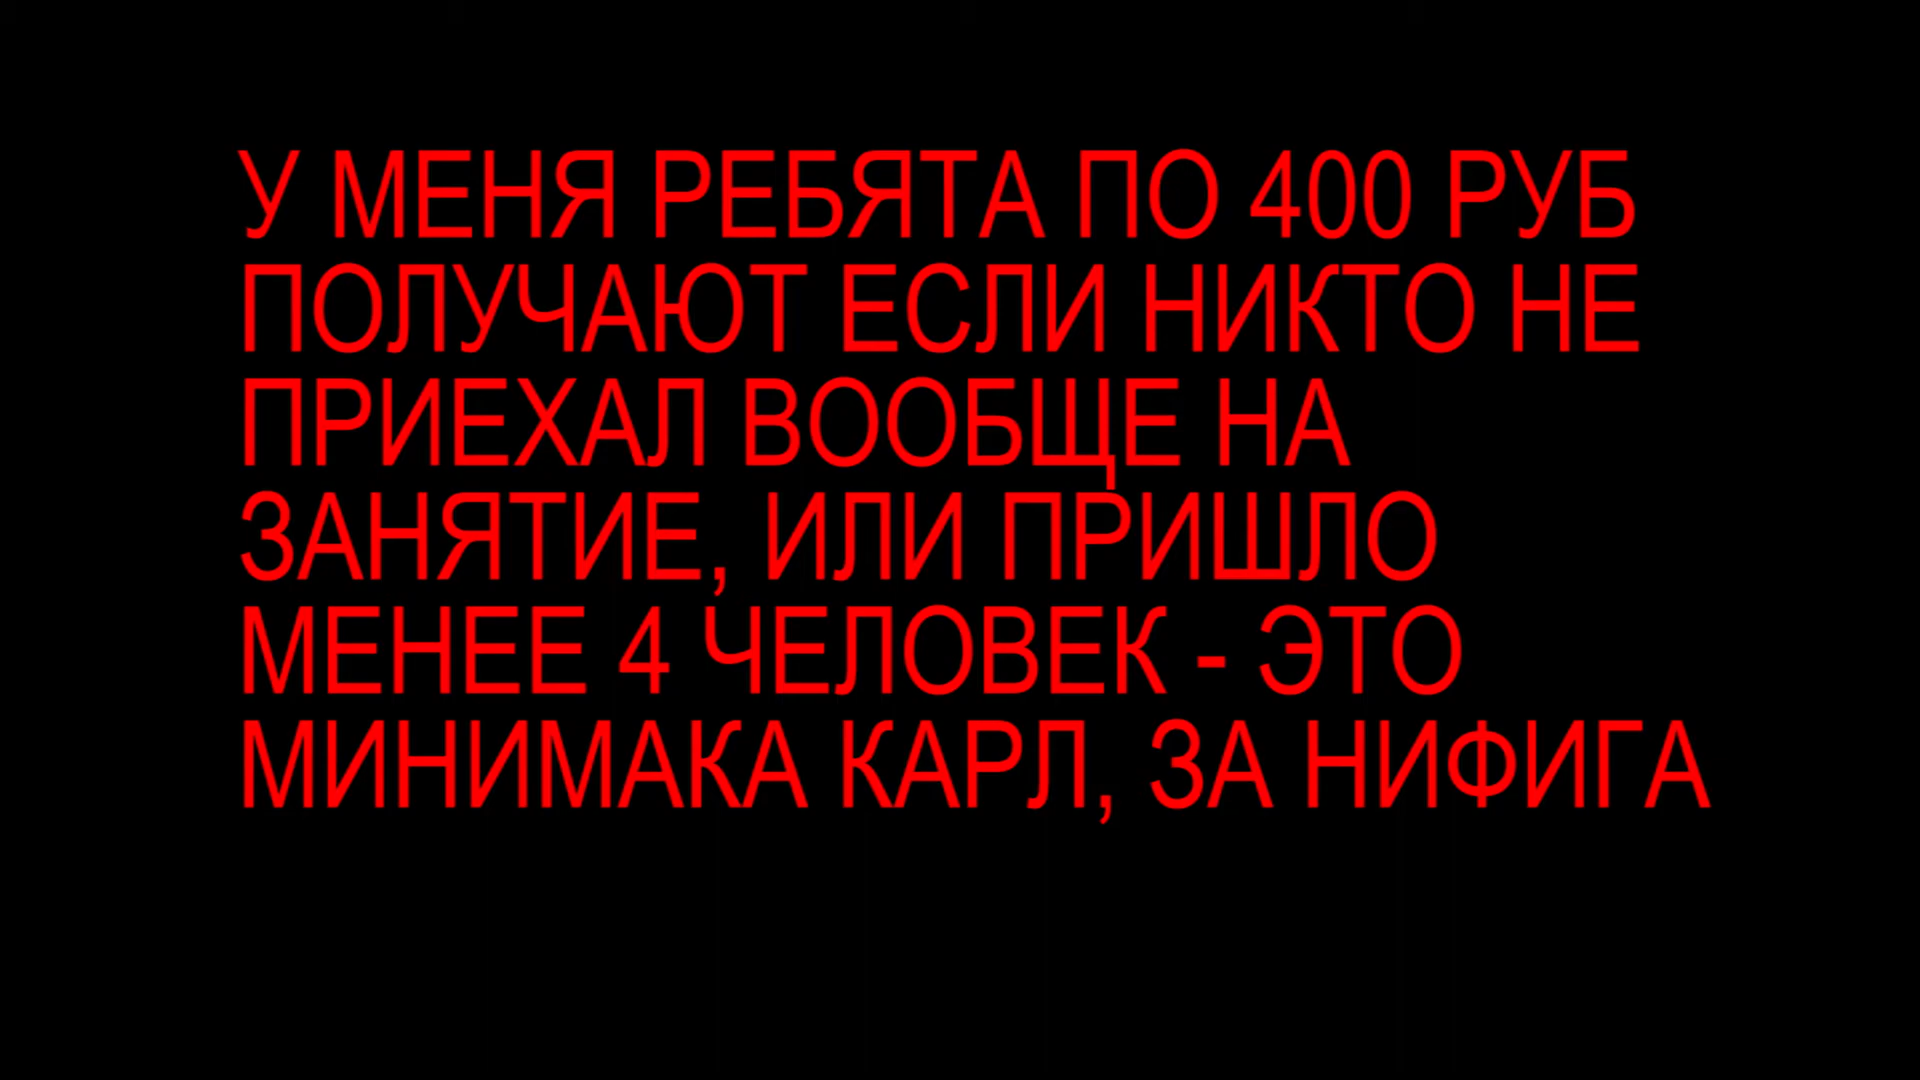 У МЕНЯ РЕБЯТА ПО 400 РУБ
ПОЛУЧАЮТ ЕСЛИ НИКТО НЕ
ПРИЕХАЛ ВООБЩЕ НА
ЗАНЯТИЕ, ИЛИ ПРИШЛО
МЕНЕЕ 4 ЧЕЛОВЕК - ЭТО
МИНИМАКА КАРЛ, ЗА НИФИГА